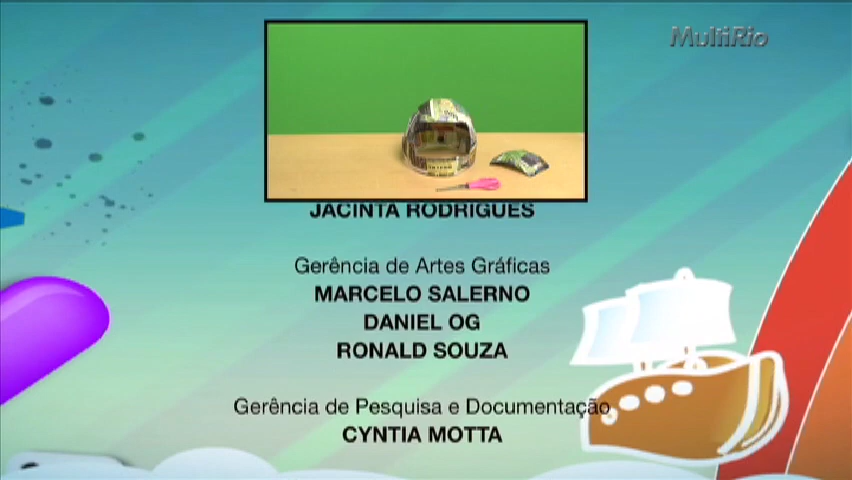 MultiRio
JACINTA RODRIGUES
Gerência de Artes Gráficas
MARCELO SALERNO
DANIEL OG
RONALD SOUZA
Gerência de Pesquisa e Documentação
CYNTIA MOTTA